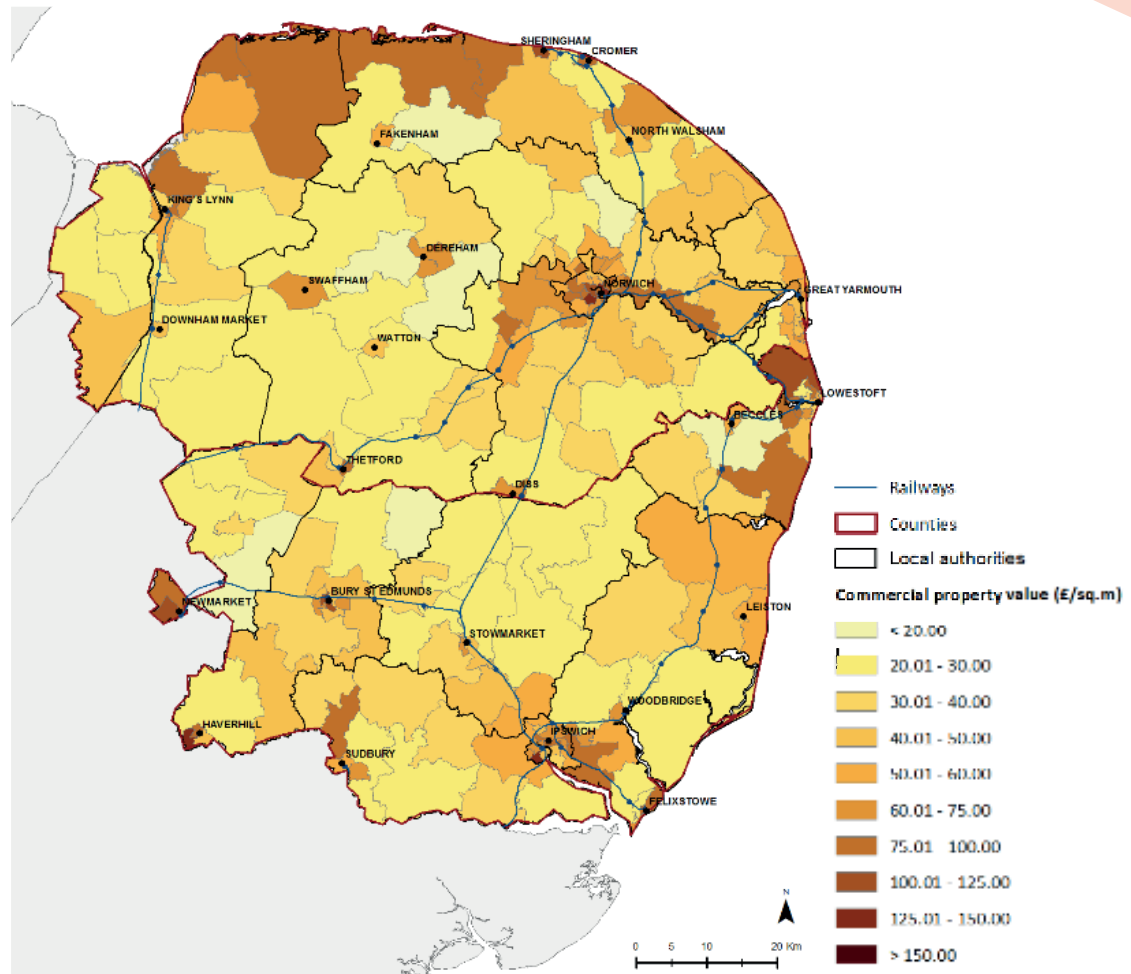 SHERINGHAM
CROMER
FAKENHAM
NORTH WALSHAM
KING'S LYNN
DEREHAM
SWAFFHAM
NORWICH
GREAT YARMOUTH
DOWNHAM MARKET
WATTON
LOWESTOFT
BECCLES
THETFORD
DISS
Railways
Counties
Local authorities
Commercial property value (£/sq.m)
< 20.00
20.01 - 30.00
30.01 - 40.00
40.01 - 50.00
50.01 - 60.00
60.01 - 75.00
75.01 - 100.00
100.01 - 125.00
125.01 - 150.00
> 150.00
BURY ST EDMUNDS
NEWMARKET
LEISTON
STOWMARKET
WOODBRIDGE
HAVERHILL
IPSWICH
SUDBURY
FELIXSTOWE
N
0 5 10 20 Km